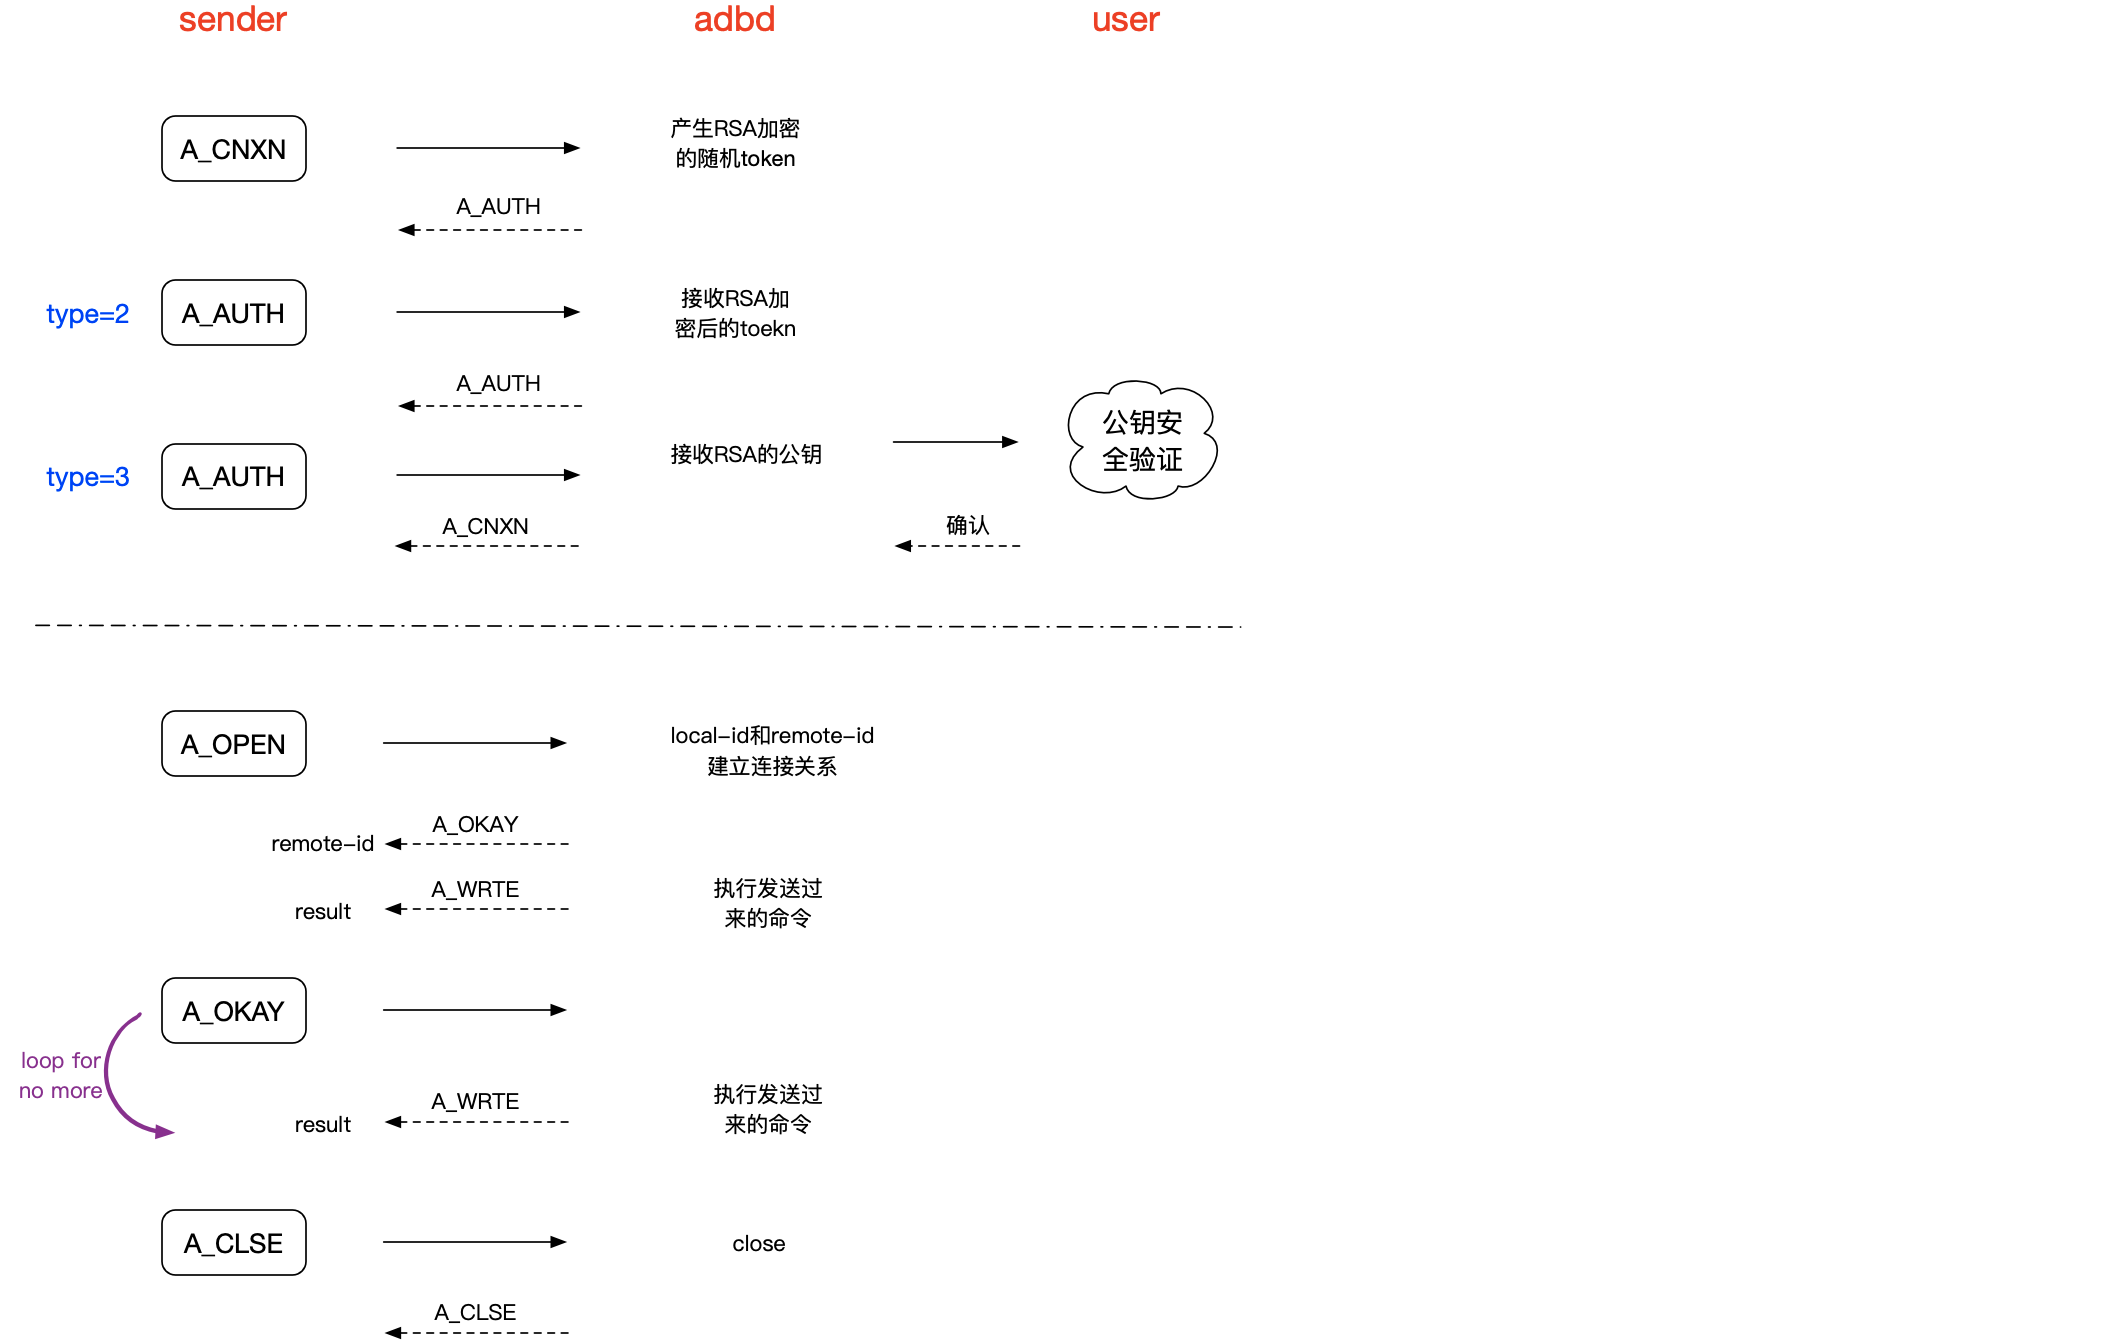 sender
adbd
user
A_CNXN
产生RSA加密
的随机token
A_AUTH
type=2
A_AUTH
接收RSA加
密后的toekn
A_AUTH
type=3
A_AUTH
接收RSA的公钥
公钥安
全验证
A_CNXN
确认
A_OPEN
local-id和remote-id
建立连接关系
A_OKAY
remote-id
A_WRTE
result
执行发送过
来的命令
A_OKAY
loop for
no more
A_WRTE
result
执行发送过
来的命令
A_CLSE
close
A_CLSE